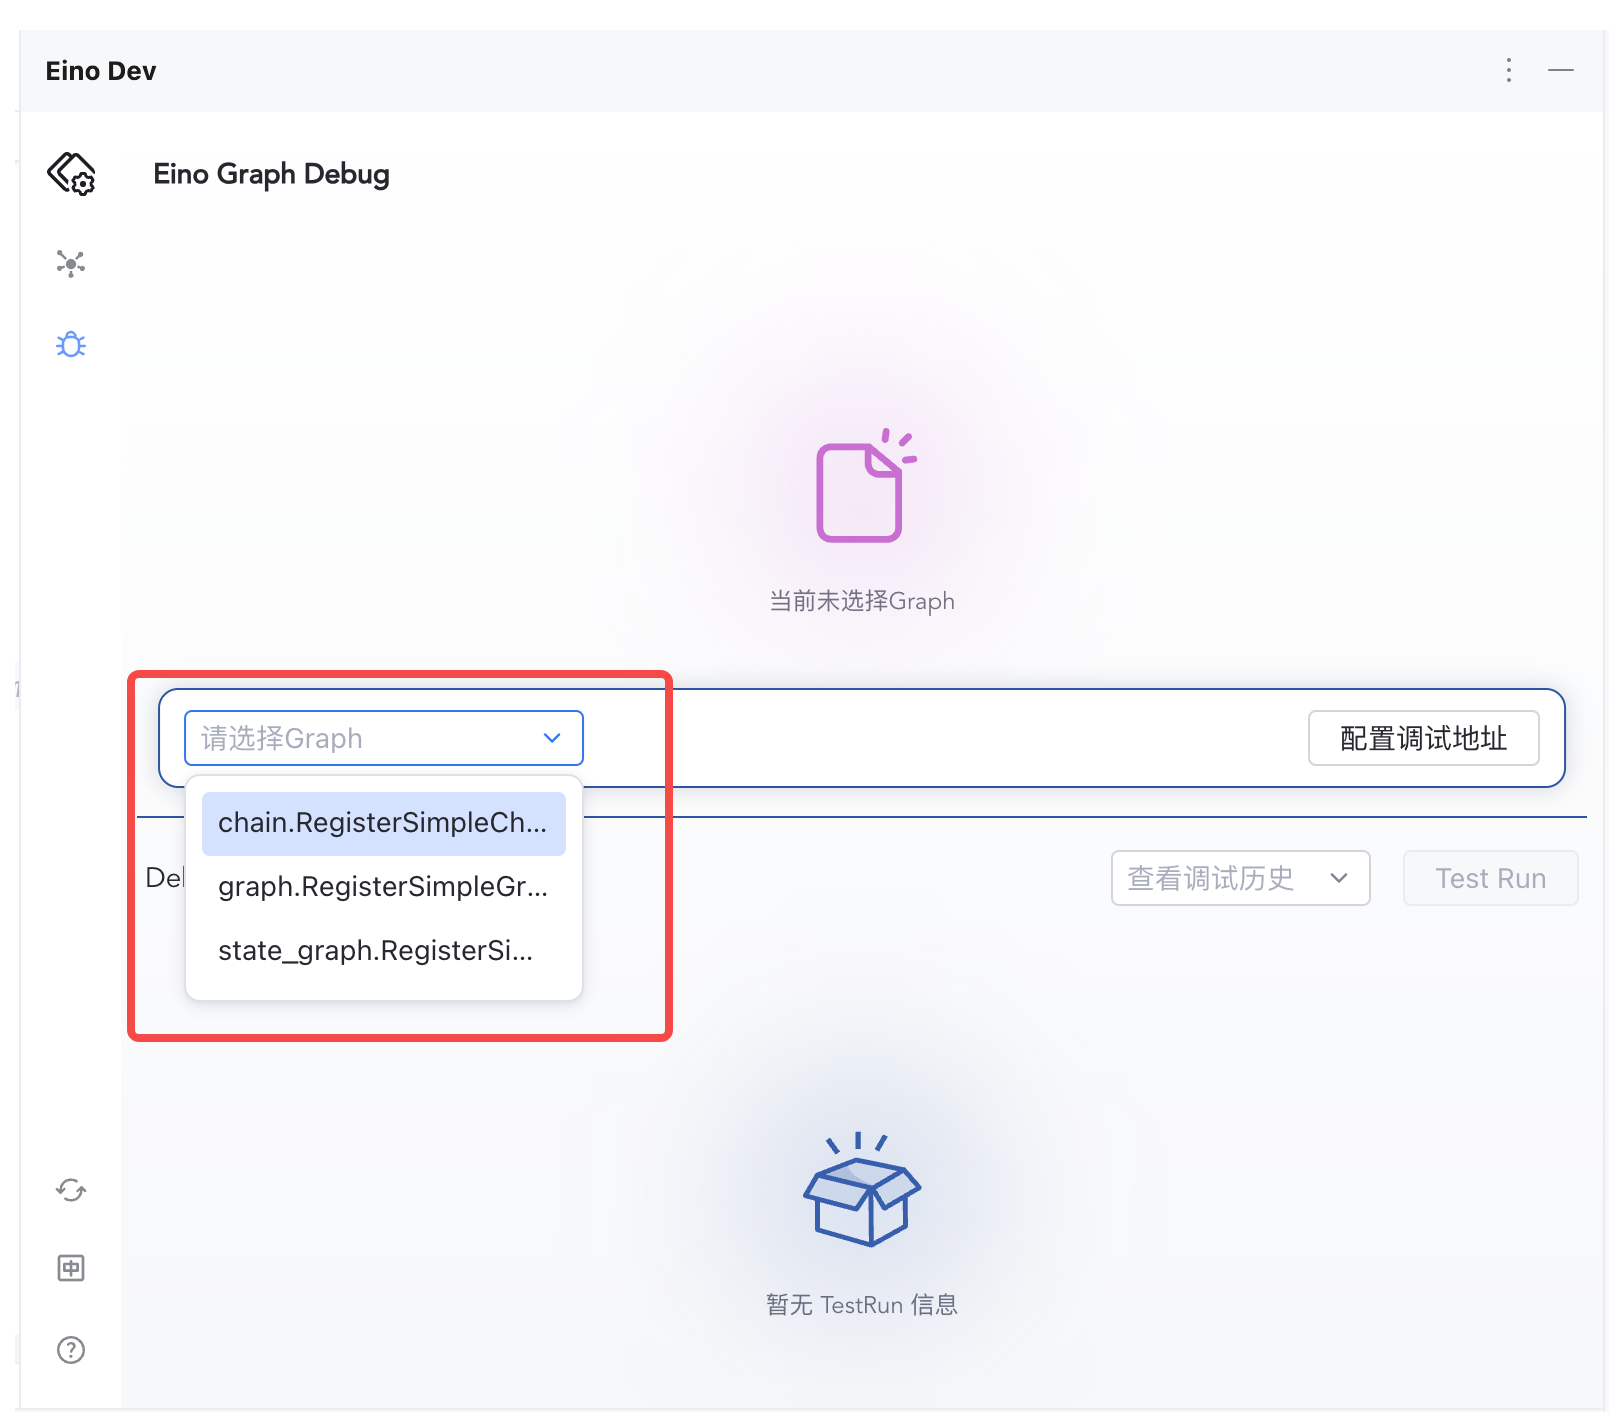 Eino Dev
Eino Graph Debug
当前未选择Graph
请选择Graph
配置调试地址
chain.RegisterSimpleCh...
graph.RegisterSimpleGr...
state_graph.RegisterSi...
查看调试历史
Test Run
暂无 TestRun 信息
中